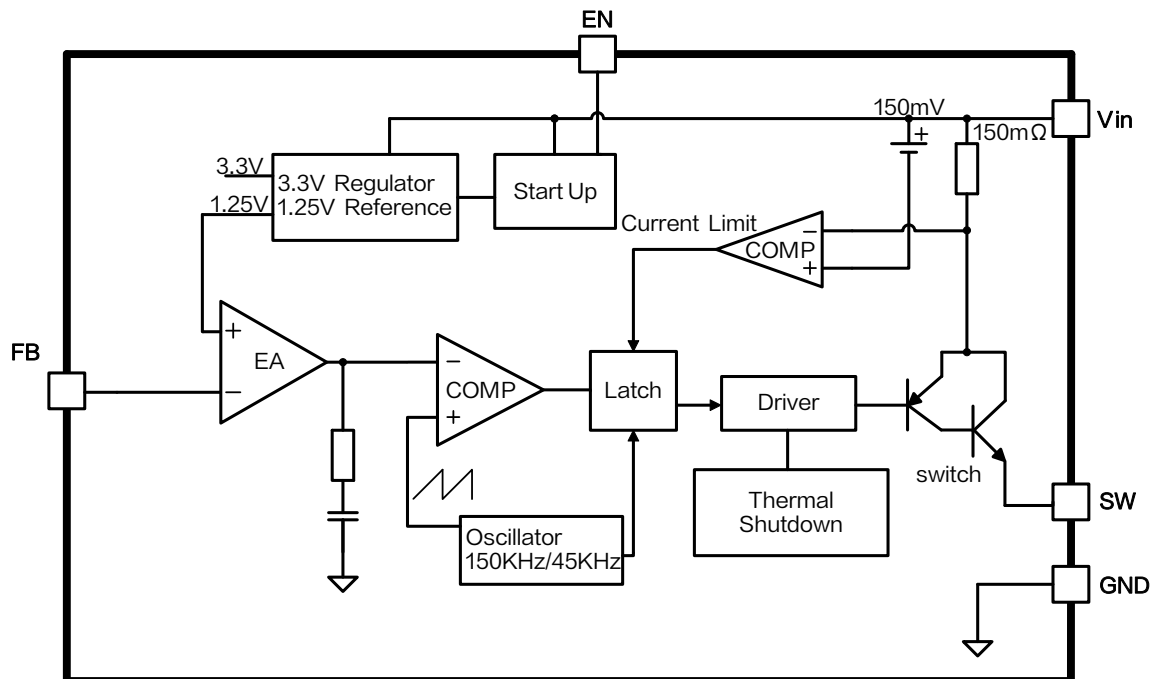 EN
150mV
Vin
+
150mΩ
3.3V
3.3V Regulator
1.25V
1.25V Reference
Start Up
Current Limit
−
COMP
+
FB
+
EA
−
−
COMP
+
Latch
Driver
switch
Thermal
Shutdown
SW
Oscillator
150KHz/45KHz
GND